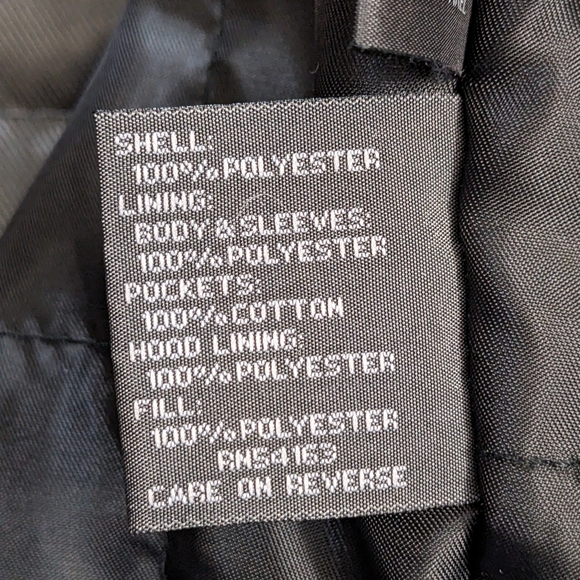 SHELL:
100% POLYESTER
LINING:
BODY & SLEEVES:
100% POLYESTER
POCKETS:
100% COTTON
HOOD LINING:
100% POLYESTER
FILL:
100% POLYESTER
RN54163
CARE ON REVERSE